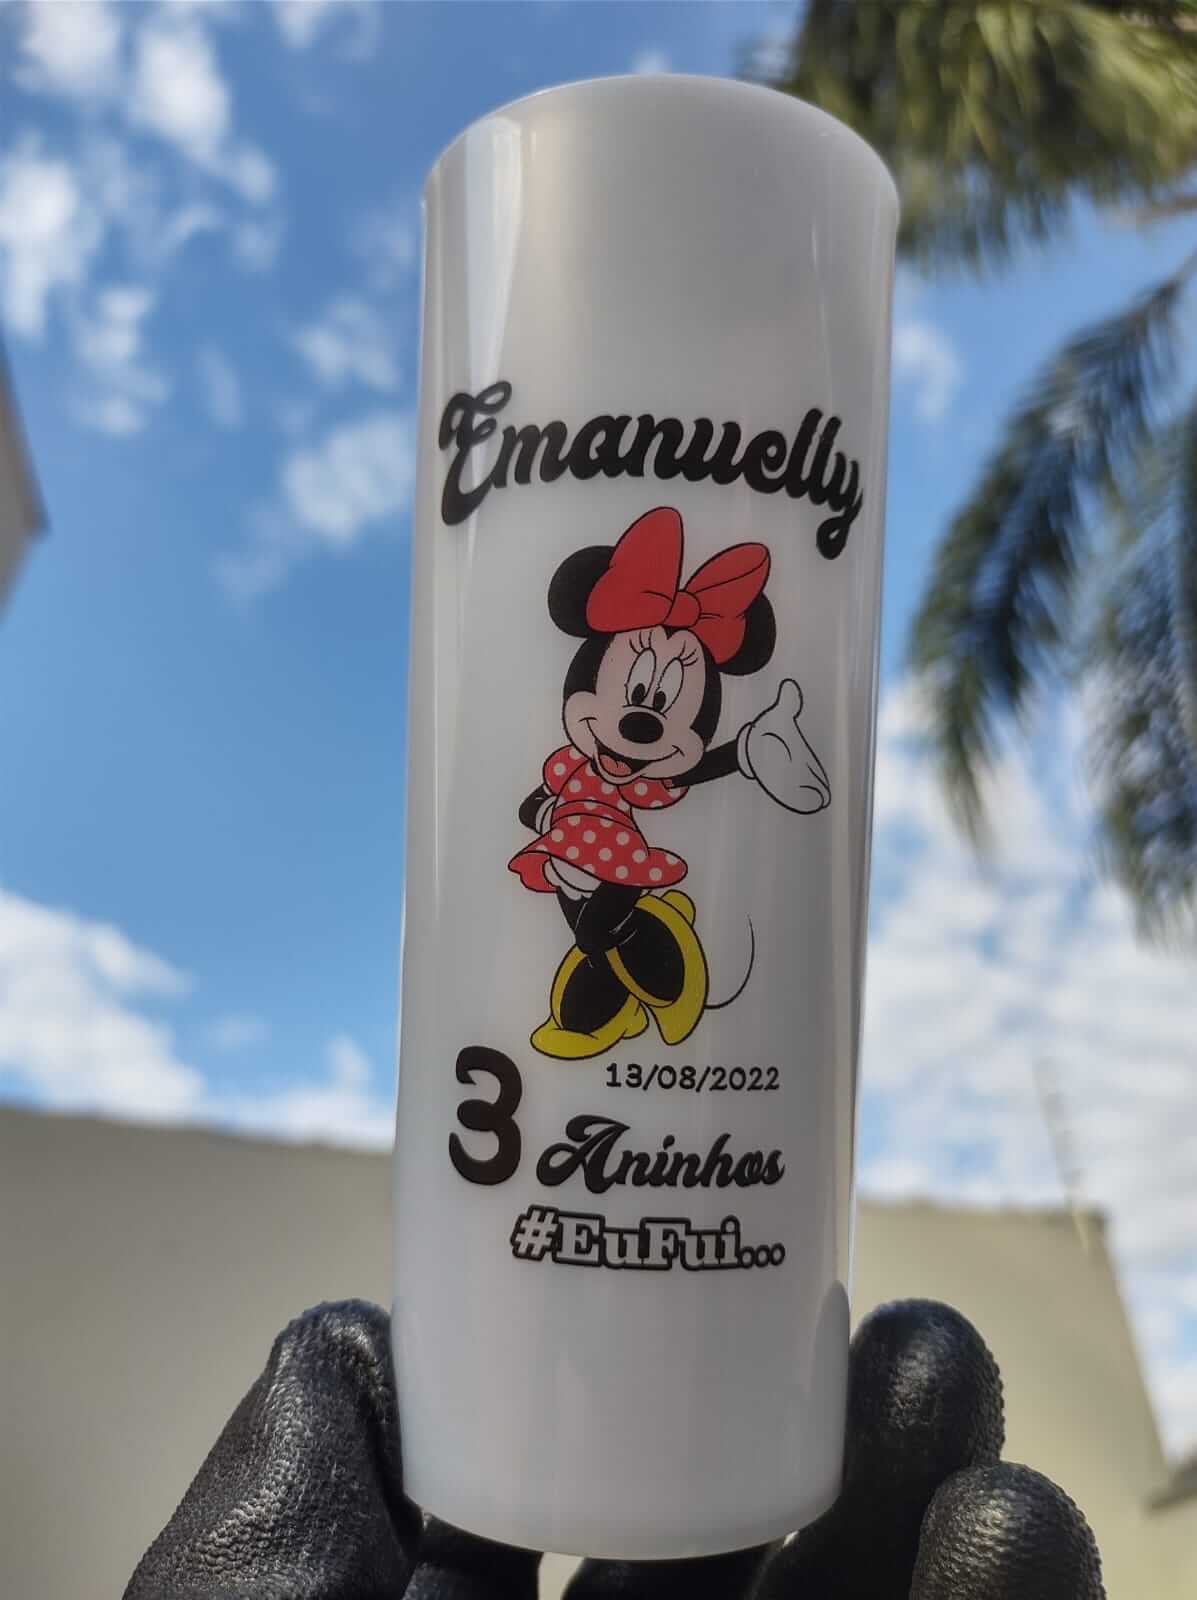 Emanuelly
13/08/2022
3 Aninhos
#EuFui...